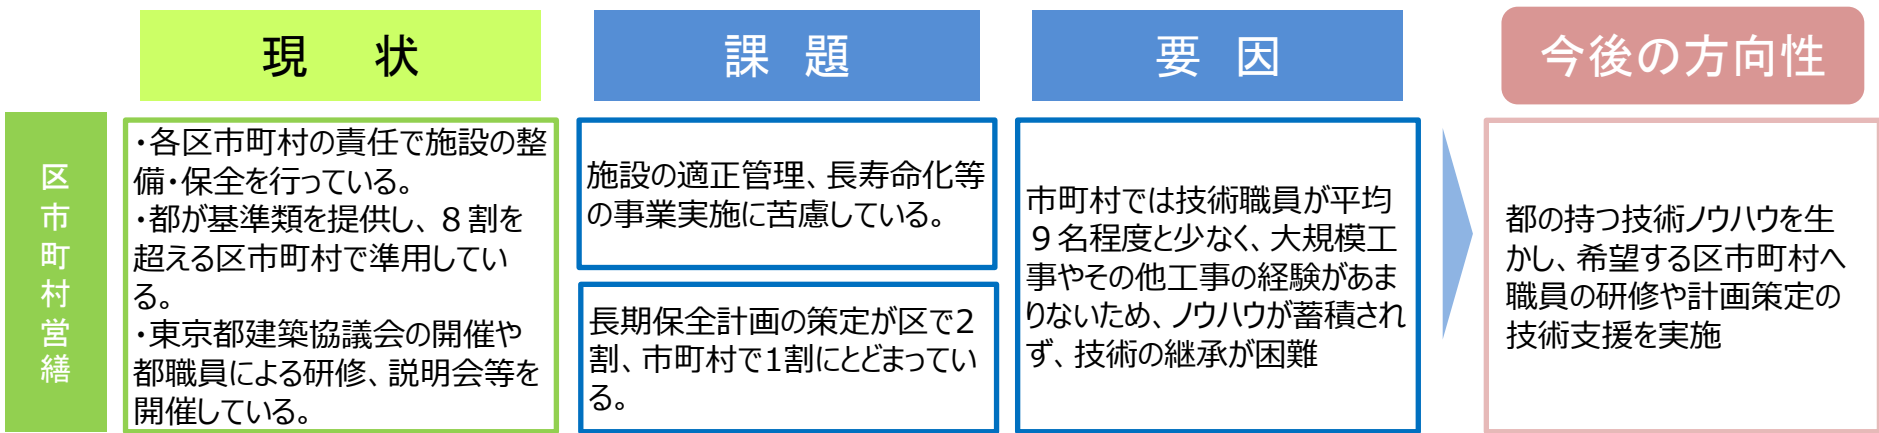 現　状
課　題
要　因
今後の方向性
区市町村営繕
・各区市町村の責任で施設の整
備・保全を行っている。
・都が基準類を提供し、８割を
超える区市町村で準用してい
る。
・東京都建築協議会の開催や
都職員による研修、説明会等を
開催している。
施設の適正管理、長寿命化等
の事業実施に苦慮している。
長期保全計画の策定が区で2
割、市町村で1割にとどまってい
る。
市町村では技術職員が平均
９名程度と少なく、大規模工
事やその他工事の経験があま
りないため、ノウハウが蓄積され
ず、技術の継承が困難
都の持つ技術ノウハウを生
かし、希望する区市町村へ
職員の研修や計画策定の
技術支援を実施